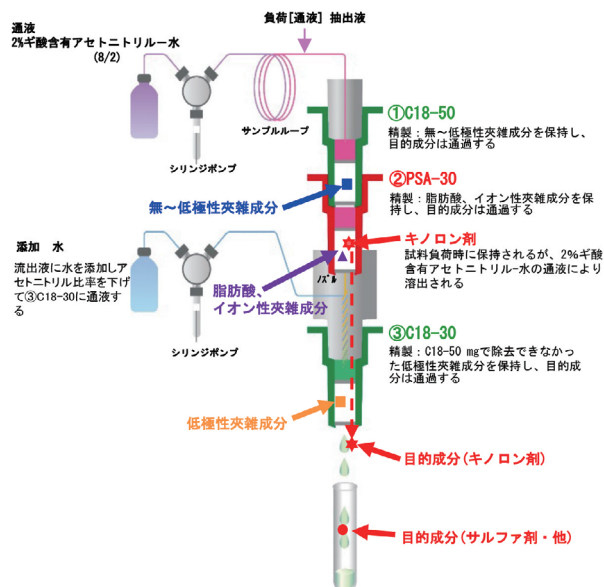 通液
2%ギ酸含有アセトニトリルー水
(8/2)
負荷[通液] 抽出液
サンプルループ
シリンジポンプ
①C18-50
精製：無～低極性夾雑成分を保持し、
目的成分は通過する
②PSA-30
精製：脂肪酸、イオン性夾雑成分を保
持し、目的成分は通過する
無～低極性夾雑成分
キノロン剤
試料負荷時に保持されるが、2%ギ酸
含有アセトニトリル-水の通液により
溶出される
添加　水
流出液に水を添加しア
セトニトリル比率を下げ
て③C18-30に通液す
る
脂肪酸、
イオン性夾雑成分
ノズル
シリンジポンプ
③C18-30
精製：C18-50 mgで除去できなかっ
た低極性夾雑成分を保持し、目的成
分は通過する
低極性夾雑成分
目的成分(キノロン剤)
目的成分(サルファ剤・他)